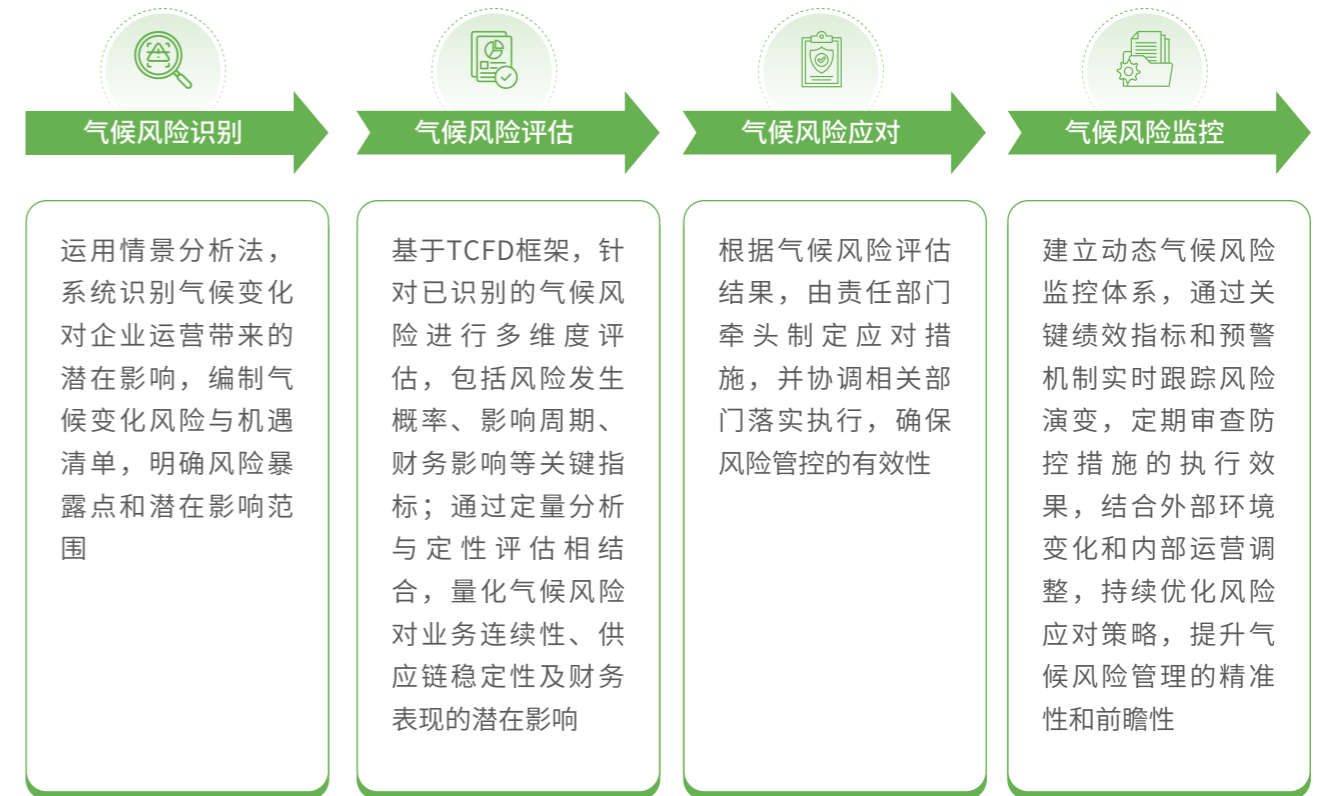 气候风险识别
运用情景分析法，
系统识别气候变化
对企业运营带来的
潜在影响，编制气
候变化风险与机遇
清单，明确风险暴
露点和潜在影响范
围
气候风险评估
基于TCFD框架，针
对已识别的气候风
险进行多维度评
估，包括风险发生
概率、影响周期、
财务影响等关键指
标；通过定量分析
与定性评估相结
合，量化气候风险
对业务连续性、供
应链稳定性及财务
表现的潜在影响
气候风险应对
根据气候风险评估
结果，由责任部门
牵头制定应对措
施，并协调相关部
门落实执行，确保
风险管控的有效性
气候风险监控
建立动态气候风险
监控体系，通过关
键绩效指标和预警
机制实时跟踪风险
演变，定期审查防
控措施的执行效
果，结合外部环境
变化和内部运营调
整，持续优化风险
应对策略，提升气
候风险管理的精准
性和前瞻性